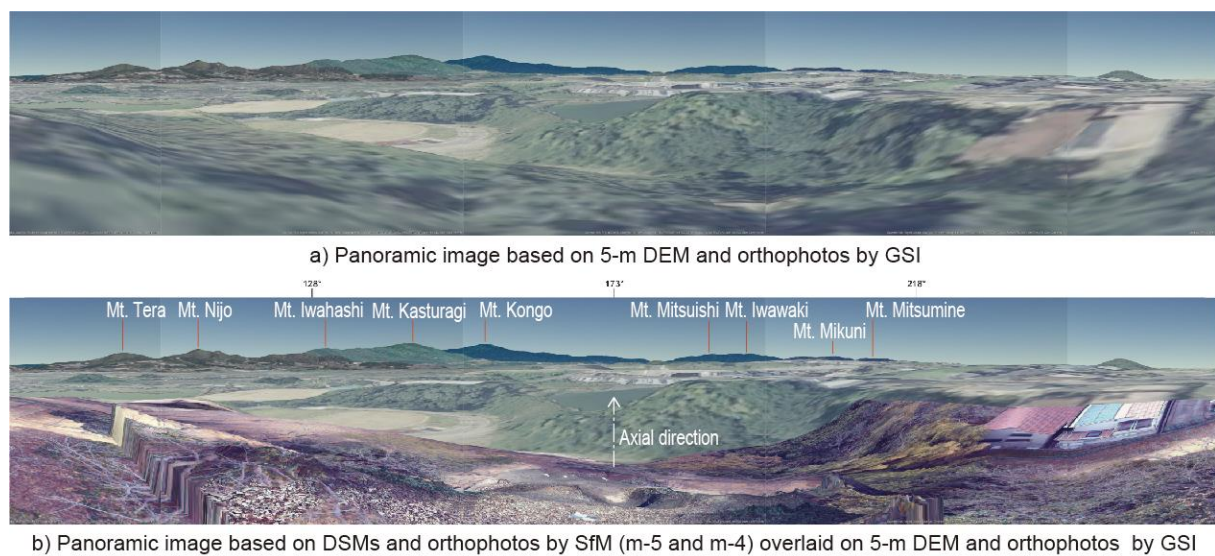 a) Panoramic image based on 5-m DEM and orthophotos by GSI
128° 173° 218°
Mt. Tera Mt. Nijo Mt. Iwahashi Mt. Kasturagi Mt. Kongo Mt. Mitsuishi Mt. Iwawaki Mt. Mitsumine
Mt. Mikuni
Axial direction
b) Panoramic image based on DSMs and orthophotos by SfM (m-5 and m-4) overlaid on 5-m DEM and orthophotos by GSI